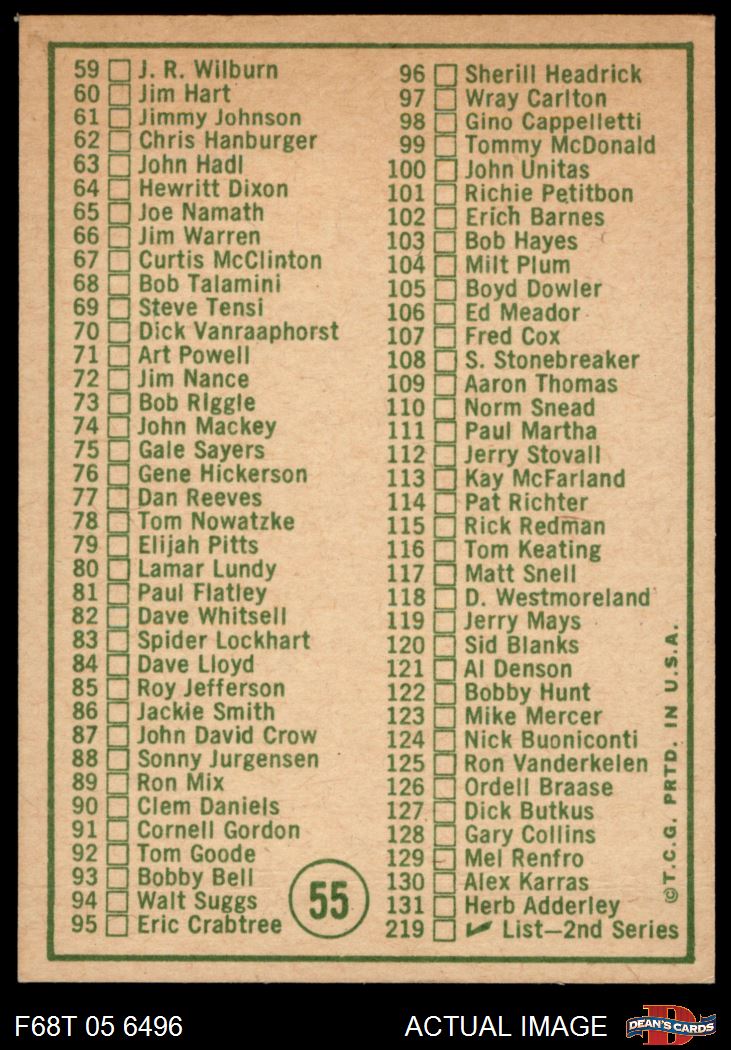 59 J. R. Wilburn
60 Jim Hart
61 Jimmy Johnson
62 Chris Hanburger
63 John Hadl
64 Hewritt Dixon
65 Joe Namath
66 Jim Warren
67 Curtis McClinton
68 Bob Talamini
69 Steve Tensi
70 Dick Vanraaphorst
71 Art Powell
72 Jim Nance
73 Bob Riggle
74 John Mackey
75 Gale Sayers
76 Gene Hickerson
77 Dan Reeves
78 Tom Nowatzke
79 Elijah Pitts
80 Lamar Lundy
81 Paul Flatley
82 Dave Whitsell
83 Spider Lockhart
84 Dave Lloyd
85 Roy Jefferson
86 Jackie Smith
87 John David Crow
88 Sonny Jurgensen
89 Ron Mix
90 Clem Daniels
91 Cornell Gordon
92 Tom Goode
93 Bobby Bell
94 Walt Suggs
95 Eric Crabtree
55
96 Sherill Headrick
97 Wray Carlton
98 Gino Cappelletti
99 Tommy McDonald
100 John Unitas
101 Richie Petitbon
102 Erich Barnes
103 Bob Hayes
104 Milt Plum
105 Boyd Dowler
106 Ed Meador
107 Fred Cox
108 S. Stonebreaker
109 Aaron Thomas
110 Norm Snead
111 Paul Martha
112 Jerry Stovall
113 Kay McFarland
114 Pat Richter
115 Rick Redman
116 Tom Keating
117 Matt Snell
118 D. Westmoreland
119 Jerry Mays
120 Sid Blanks
121 Al Denson
122 Bobby Hunt
123 Mike Mercer
124 Nick Buoniconti
125 Ron Vanderkelen
126 Ordell Braase
127 Dick Butkus
128 Gary Collins
129 Mel Renfro
130 Alex Karras
131 Herb Adderley
219 ✔ List—2nd Series
©T.C.G. PRTD. IN U.S.A.
F68T 05 6496
ACTUAL IMAGE
D
DEAN'S CARDS